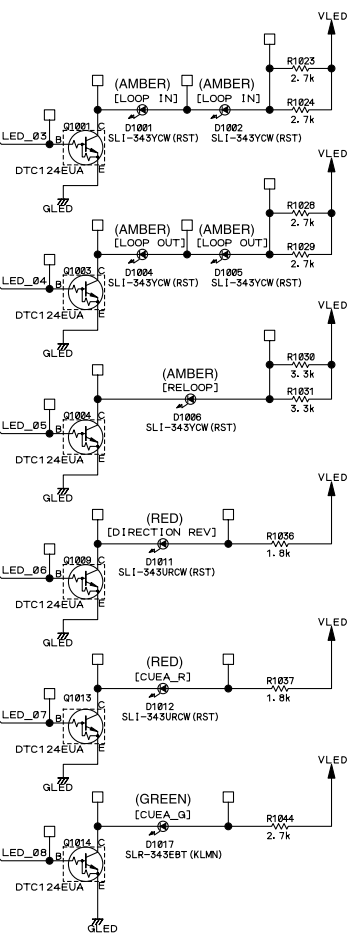 VLED
R1023
2.7k
(AMBER) (AMBER)
[LOOP IN] [LOOP IN]
R1024
2.7k
D1001 D1002
SLI-343YCW(RST) SLI-343YCW(RST)
LED_03 B Q1001 C
E
DTC124EUA
GLED
VLED
R1028
2.7k
(AMBER) (AMBER)
[LOOP OUT] [LOOP OUT]
R1029
2.7k
D1004 D1005
SLI-343YCW(RST) SLI-343YCW(RST)
LED_04 B Q1003 C
E
DTC124EUA
GLED
VLED
R1030
3.3k
(AMBER)
[RELOOP]
R1031
3.3k
D1006
SLI-343YCW(RST)
LED_05 B Q1004 C
E
DTC124EUA
GLED
VLED
(RED)
[DIRECTION REV]
R1036
1.8k
D1011
SLI-343URCW(RST)
LED_06 B Q1009 C
E
DTC124EUA
GLED
VLED
(RED)
[CUEA_R]
R1037
1.8k
D1012
SLI-343URCW(RST)
LED_07 B Q1013 C
E
DTC124EUA
GLED
VLED
(GREEN)
[CUEA_G]
R1044
2.7k
D1017
SLR-343EBT(KLMN)
LED_08 B Q1014 C
E
DTC124EUA
GLED